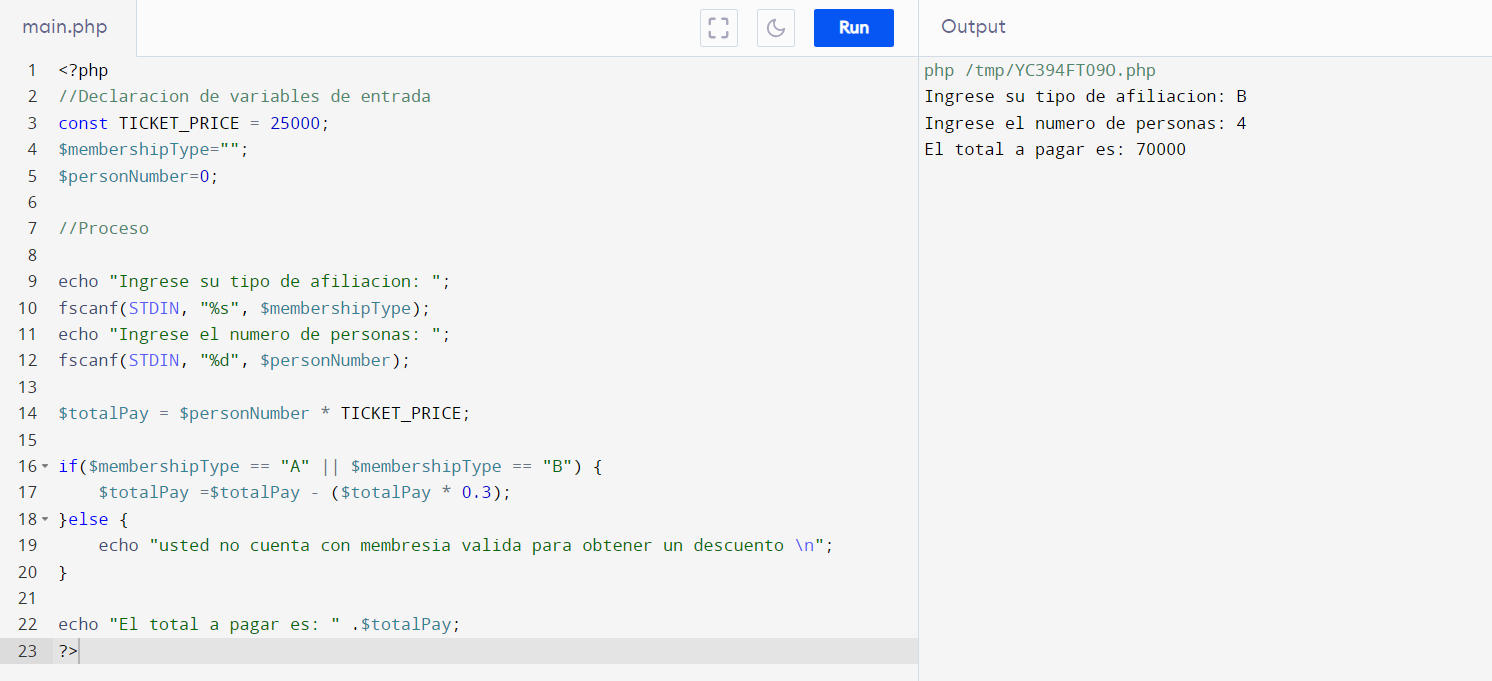 main.php
Run
Output
1 <?php
2 //Declaracion de variables de entrada
3 const TICKET_PRICE = 25000;
4 $membershipType="";
5 $personNumber=0;
6
7 //Proceso
8
9 echo "Ingrese su tipo de afiliacion: ";
10 fscanf(STDIN, "%s", $membershipType);
11 echo "Ingrese el numero de personas: ";
12 fscanf(STDIN, "%d", $personNumber);
13
14 $totalPay = $personNumber * TICKET_PRICE;
15
16 if($membershipType == "A" || $membershipType == "B") {
17     $totalPay =$totalPay - ($totalPay * 0.3);
18 }else {
19     echo "usted no cuenta con membresia valida para obtener un descuento \n";
20 }
21
22 echo "El total a pagar es: " .$totalPay;
23 ?>
php /tmp/YC394FT09O.php
Ingrese su tipo de afiliacion: B
Ingrese el numero de personas: 4
El total a pagar es: 70000